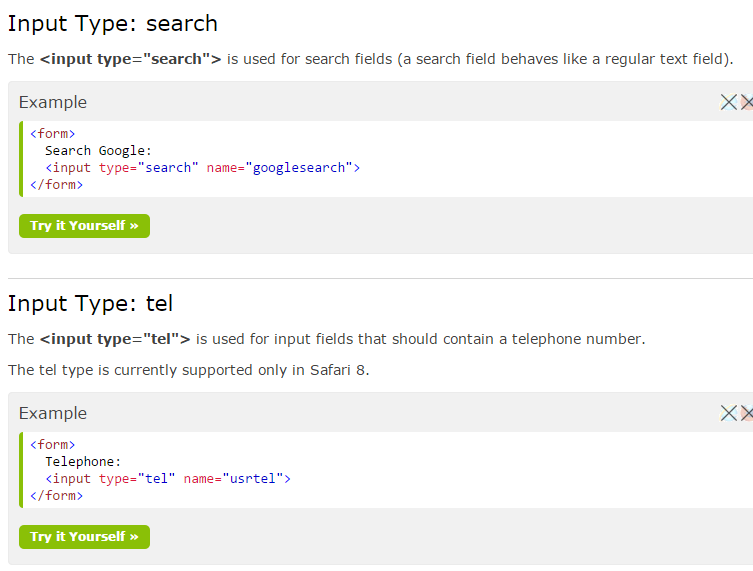 Input Type: search
The <input type="search"> is used for search fields (a search field behaves like a regular text field).
Example
<form>
  Search Google:
  <input type="search" name="googlesearch">
</form>
Try it Yourself »
Input Type: tel
The <input type="tel"> is used for input fields that should contain a telephone number.
The tel type is currently supported only in Safari 8.
Example
<form>
  Telephone:
  <input type="tel" name="usrtel">
</form>
Try it Yourself »